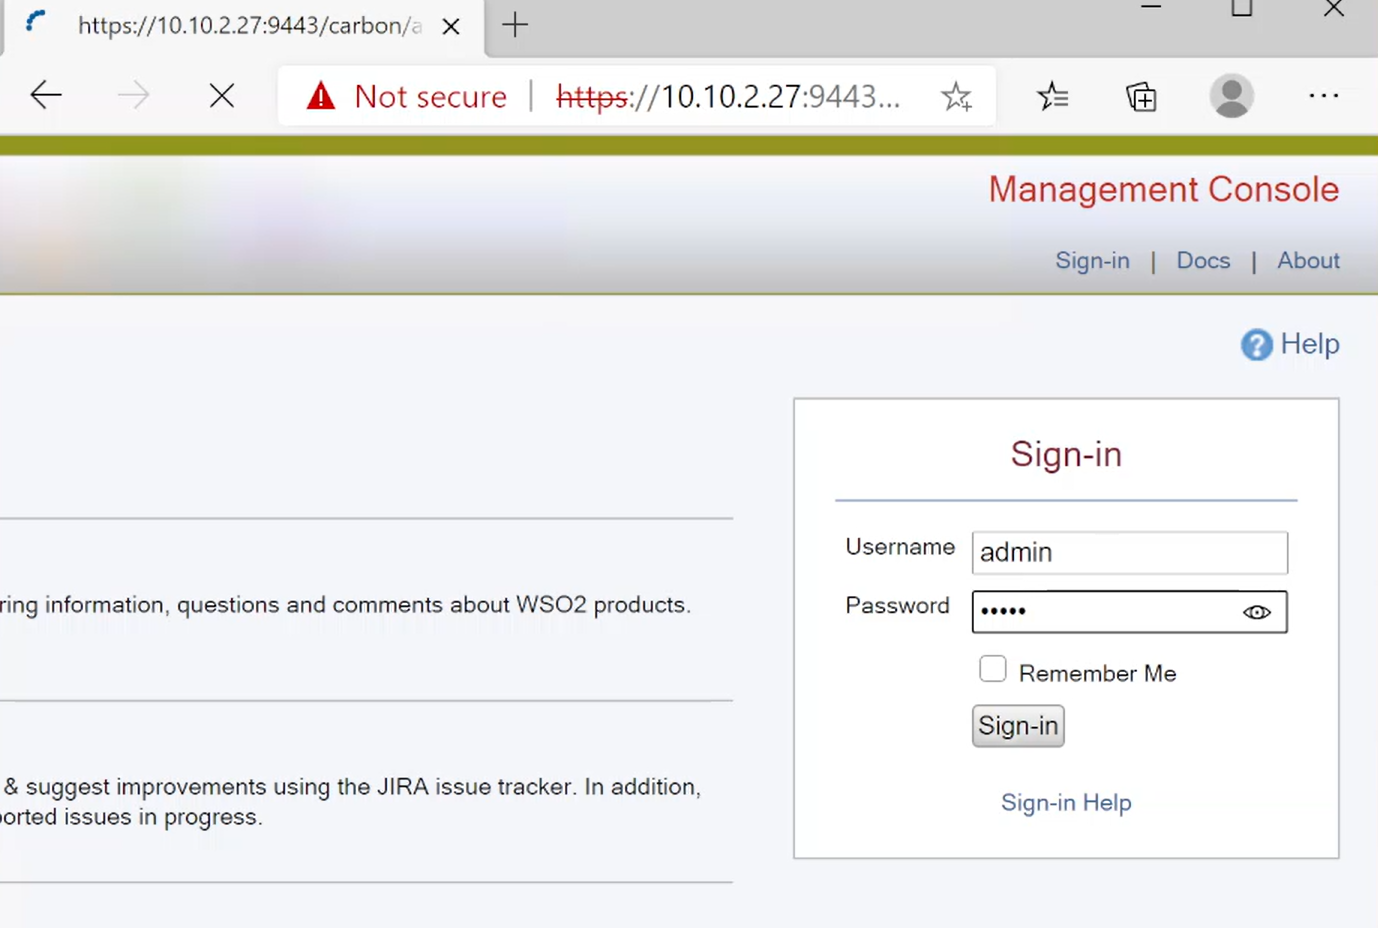 https://10.10.2.27:9443/carbon/a
Not secure | https://10.10.2.27:9443...
Management Console
Sign-in | Docs | About
Help
Sign-in
Username admin
ring information, questions and comments about WSO2 products.
Password •••••
Remember Me
Sign-in
& suggest improvements using the JIRA issue tracker. In addition,
Sign-in Help
orted issues in progress.